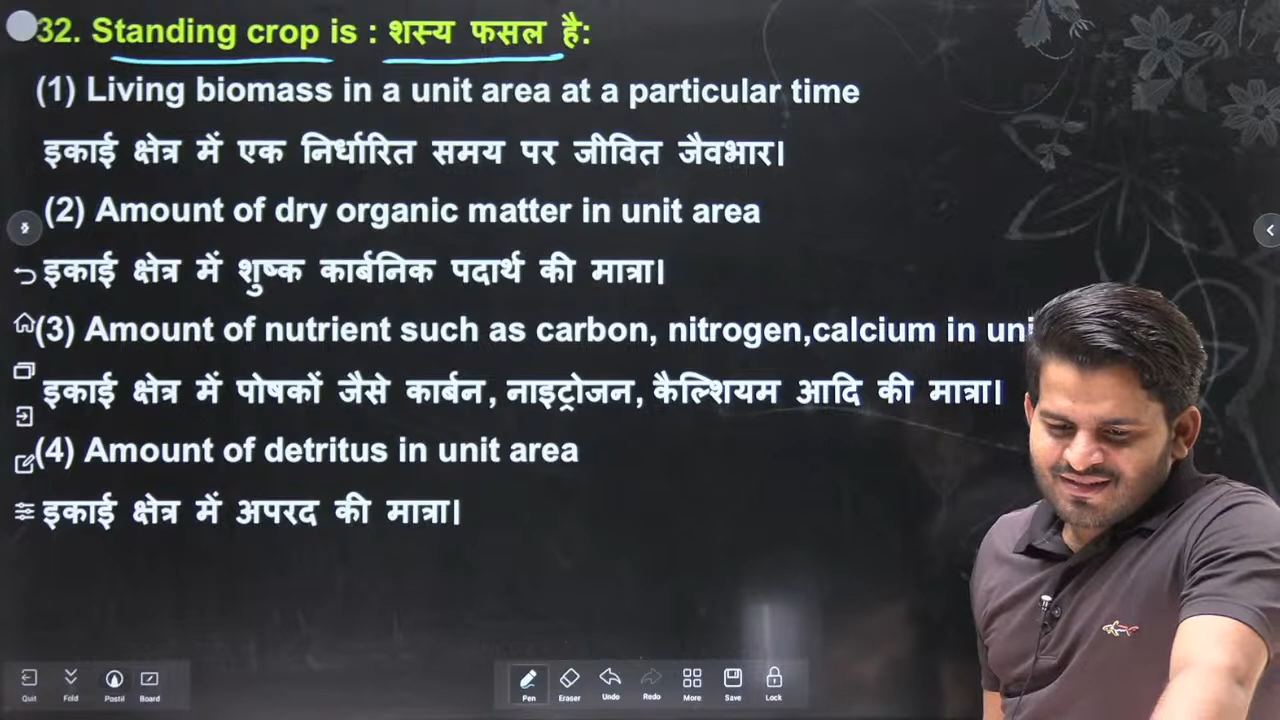 32. Standing crop is : शस्य फसल है:
(1) Living biomass in a unit area at a particular time
इकाई क्षेत्र में एक निर्धारित समय पर जीवित जैवभार।
(2) Amount of dry organic matter in unit area
इकाई क्षेत्र में शुष्क कार्बनिक पदार्थ की मात्रा।
(3) Amount of nutrient such as carbon, nitrogen,calcium in
इकाई क्षेत्र में पोषकों जैसे कार्बन, नाइट्रोजन, कैल्शियम आदि की मात्रा।
(4) Amount of detritus in unit area
इकाई क्षेत्र में अपरद की मात्रा।
Quit Fold Postil Board Pen Eraser Undo Redo More Save Lock